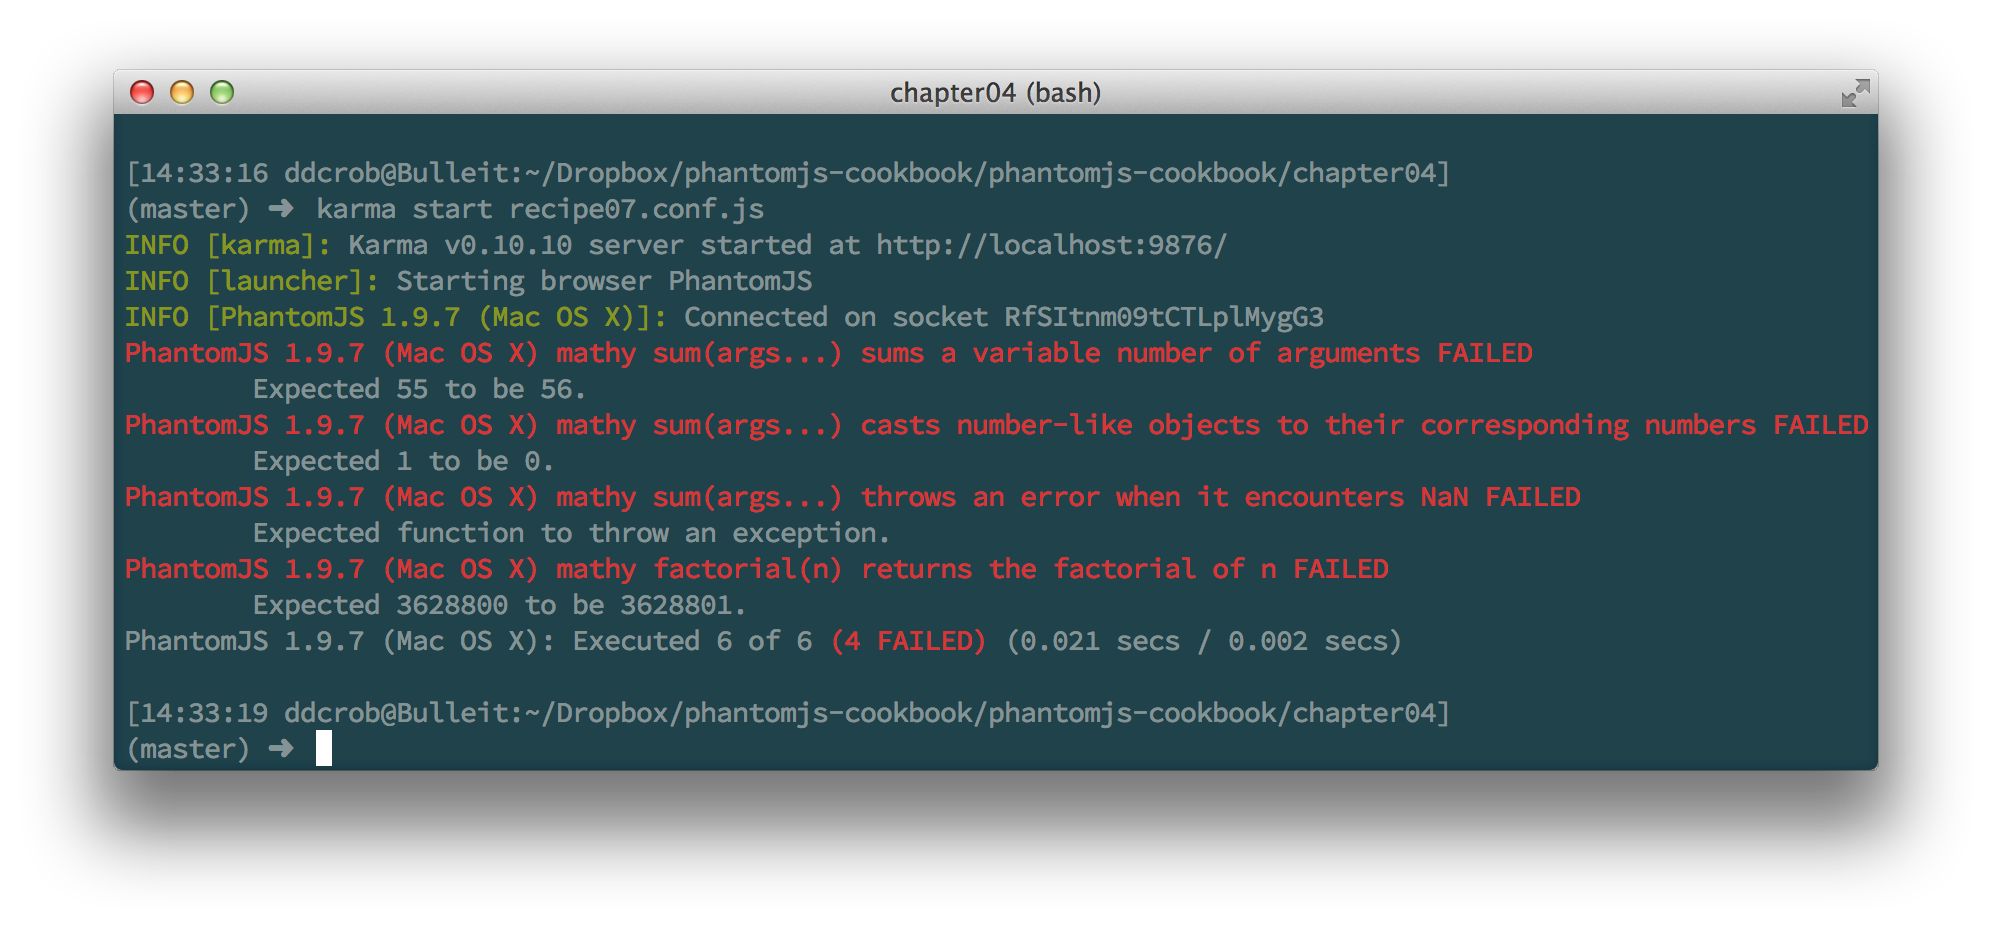 chapter04 (bash)
[14:33:16 ddcrob@Bulleit:~/Dropbox/phantomjs-cookbook/phantomjs-cookbook/chapter04]
(master) ➜ karma start recipe07.conf.js
INFO [karma]: Karma v0.10.10 server started at http://localhost:9876/
INFO [launcher]: Starting browser PhantomJS
INFO [PhantomJS 1.9.7 (Mac OS X)]: Connected on socket RfSItnm09tCTLplMygG3
PhantomJS 1.9.7 (Mac OS X) mathy sum(args...) sums a variable number of arguments FAILED
        Expected 55 to be 56.
PhantomJS 1.9.7 (Mac OS X) mathy sum(args...) casts number-like objects to their corresponding numbers FAILED
        Expected 1 to be 0.
PhantomJS 1.9.7 (Mac OS X) mathy sum(args...) throws an error when it encounters NaN FAILED
        Expected function to throw an exception.
PhantomJS 1.9.7 (Mac OS X) mathy factorial(n) returns the factorial of n FAILED
        Expected 3628800 to be 3628801.
PhantomJS 1.9.7 (Mac OS X): Executed 6 of 6 (4 FAILED) (0.021 secs / 0.002 secs)
[14:33:19 ddcrob@Bulleit:~/Dropbox/phantomjs-cookbook/phantomjs-cookbook/chapter04]
(master) ➜